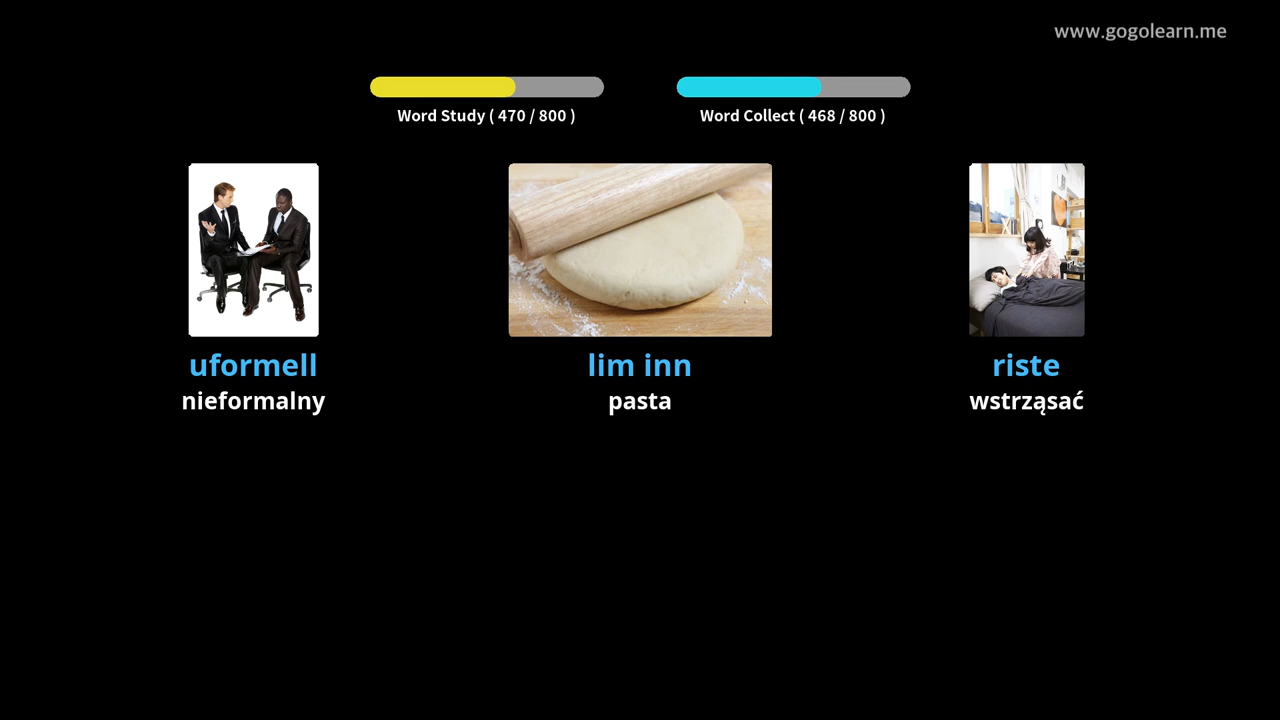 www.gogolearn.me
Word Study ( 470 / 800 )
Word Collect ( 468 / 800 )
uformell
nieformalny
lim inn
pasta
riste
wstrząsać